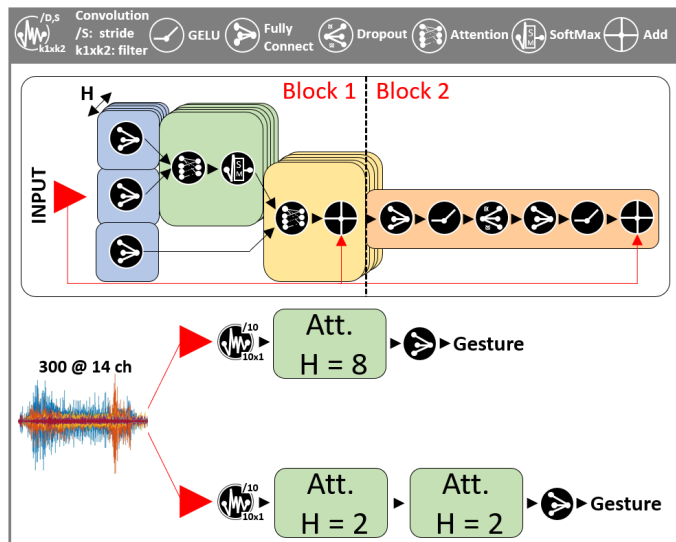 /D,S
k1xk2
Convolution
/S: stride
k1xk2: filter
GELU
Fully
Connect
Dropout
Attention
S
M
SoftMax
Add
H
Block 1
Block 2
INPUT
S
M
300 @ 14 ch
/10
10x1
Att.
H = 8
Gesture
/10
10x1
Att.
H = 2
Att.
H = 2
Gesture